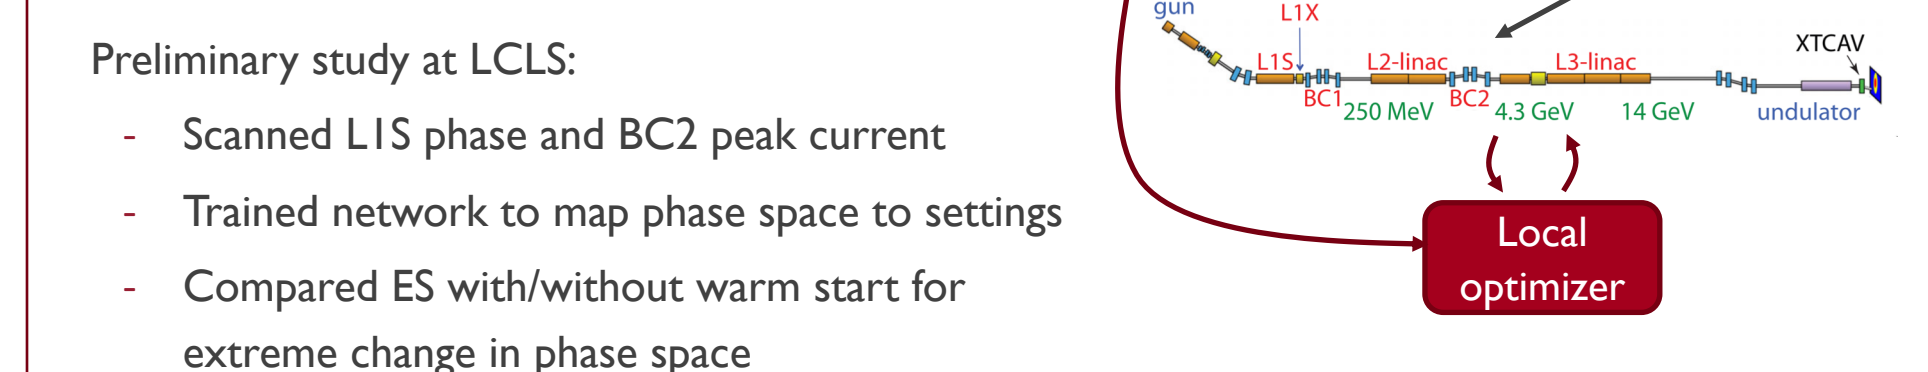 Preliminary study at LCLS:
- Scanned L1S phase and BC2 peak current
- Trained network to map phase space to settings
- Compared ES with/without warm start for
extreme change in phase space
gun
L1X
L1S
L2-linac
L3-linac
XTCAV
BC1
BC2
250 MeV
4.3 GeV
14 GeV
undulator
Local
optimizer